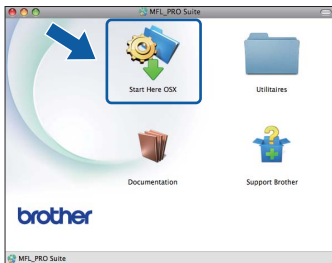 MFL_PRO Suite
Start Here OSX
Utilitaires
Documentation
Support Brother
brother
MFL_PRO Suite